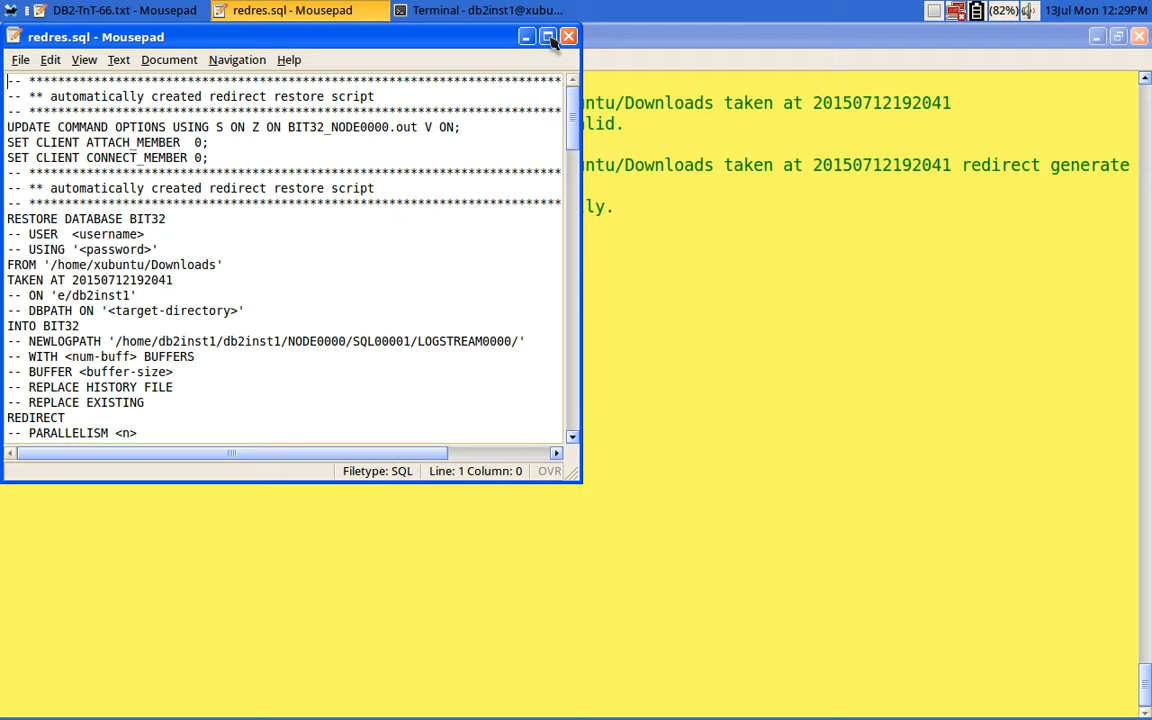 DB2-TnT-66.txt - Mousepad
redres.sql - Mousepad
Terminal - db2inst1@xubu...
(82%)
13Jul Mon 12:29PM
redres.sql - Mousepad
File Edit View Text Document Navigation Help
-- *****************************************************************************
-- ** automatically created redirect restore script
-- *****************************************************************************
UPDATE COMMAND OPTIONS USING S ON Z ON BIT32_NODE0000.out V ON;
SET CLIENT ATTACH_MEMBER  0;
SET CLIENT CONNECT_MEMBER 0;
-- *****************************************************************************
-- ** automatically created redirect restore script
-- *****************************************************************************
RESTORE DATABASE BIT32
-- USER  <username>
-- USING '<password>'
FROM '/home/xubuntu/Downloads'
TAKEN AT 20150712192041
-- ON 'e/db2inst1'
-- DBPATH ON '<target-directory>'
INTO BIT32
-- NEWLOGPATH '/home/db2inst1/db2inst1/NODE0000/SQL00001/LOGSTREAM0000/'
-- WITH <num-buff> BUFFERS
-- BUFFER <buffer-size>
-- REPLACE HISTORY FILE
-- REPLACE EXISTING
REDIRECT
-- PARALLELISM <n>
Filetype: SQL
Line: 1 Column: 0
OVR
ntu/Downloads taken at 20150712192041
lid.
ntu/Downloads taken at 20150712192041 redirect generate
ly.